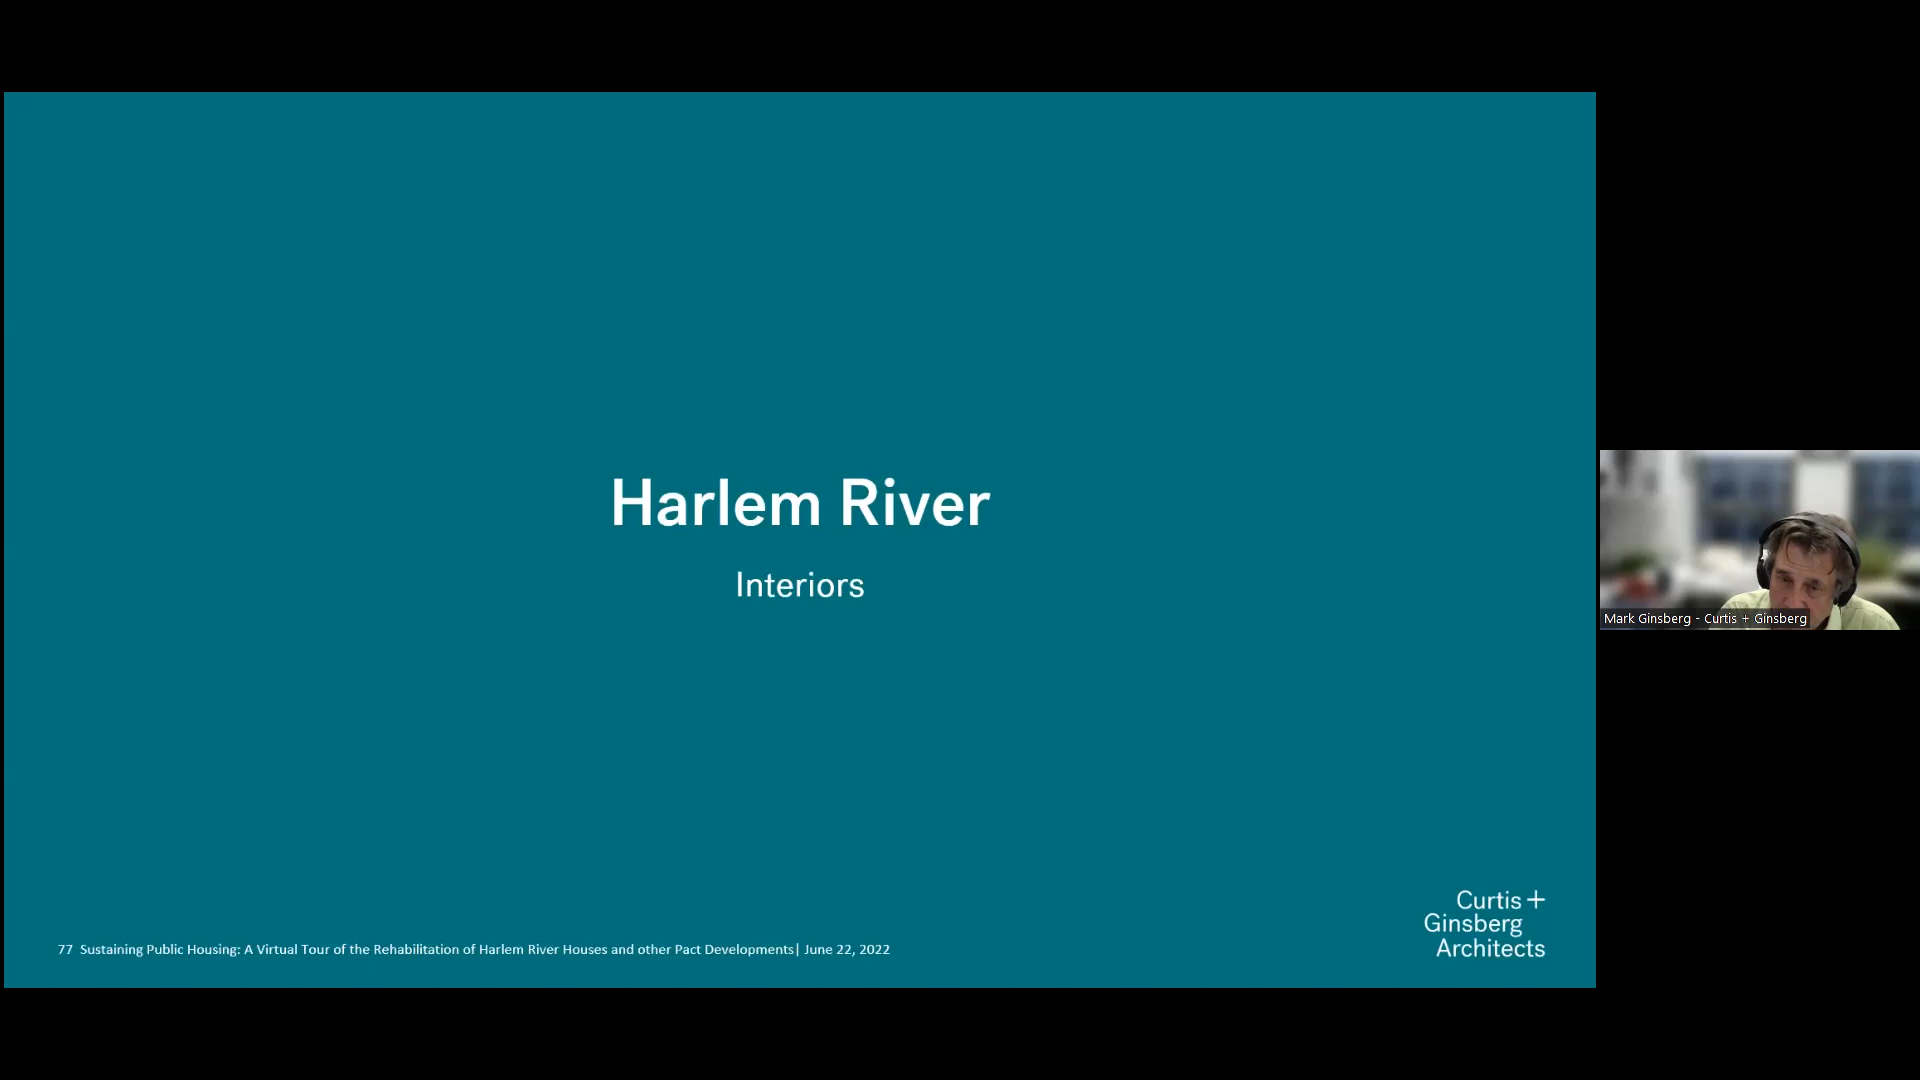 Harlem River
Interiors
Mark Ginsberg - Curtis + Ginsberg
77 Sustaining Public Housing: A Virtual Tour of the Rehabilitation of Harlem River Houses and other Pact Developments| June 22, 2022
Curtis +
Ginsberg
Architects